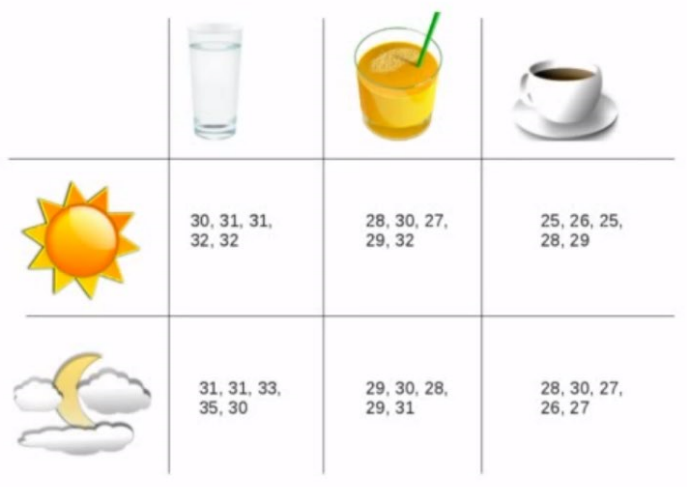 30, 31, 31,
32, 32
28, 30, 27,
29, 32
25, 26, 25,
28, 29
31, 31, 33,
35, 30
29, 30, 28,
29, 31
28, 30, 27,
26, 27